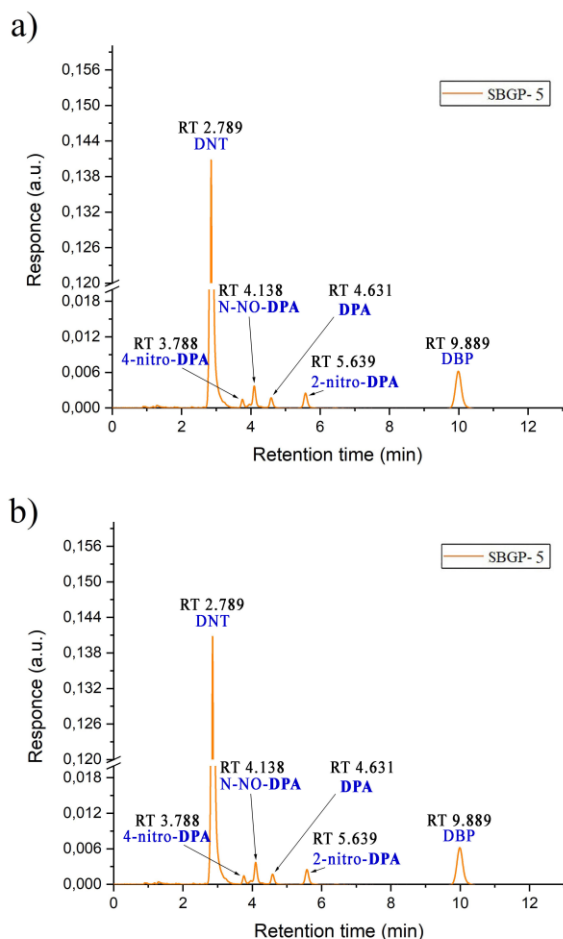 a)
0,156
0,150
0,144
0,138
0,132
0,126
0,120
0,018
0,012
0,006
0,000
Responce (a.u.)
SBGP- 5
RT 2.789
DNT
RT 4.138
N-NO-DPA
RT 4.631
DPA
RT 3.788
4-nitro-DPA
RT 5.639
2-nitro-DPA
RT 9.889
DBP
0 2 4 6 8 10 12
Retention time (min)
b)
0,156
0,150
0,144
0,138
0,132
0,126
0,120
0,018
0,012
0,006
0,000
Responce (a.u.)
SBGP- 5
RT 2.789
DNT
RT 4.138
N-NO-DPA
RT 4.631
DPA
RT 3.788
4-nitro-DPA
RT 5.639
2-nitro-DPA
RT 9.889
DBP
0 2 4 6 8 10 12
Retention time (min)